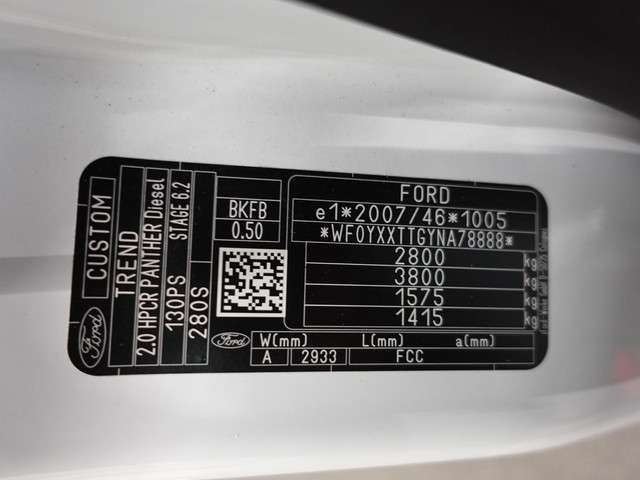 Ford
CUSTOM
TREND
2.0 HPCR PANTHER Diesel
130PS STAGE 6.2
280S
BKFB
0.50
Ford
FORD
e1*2007/46*1005
*WF0YXXTTGYNA78888*
2800 kg
3800 kg
1575 kg
1415 kg
W(mm) L(mm) a(mm)
A 2933 FCC